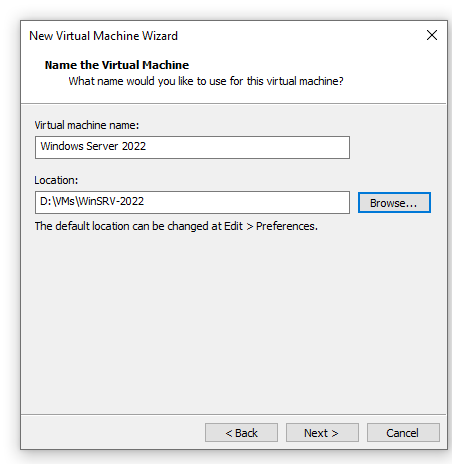 New Virtual Machine Wizard
Name the Virtual Machine
What name would you like to use for this virtual machine?
Virtual machine name:
Windows Server 2022
Location:
D:\VMs\WinSRV-2022
Browse...
The default location can be changed at Edit > Preferences.
< Back
Next >
Cancel